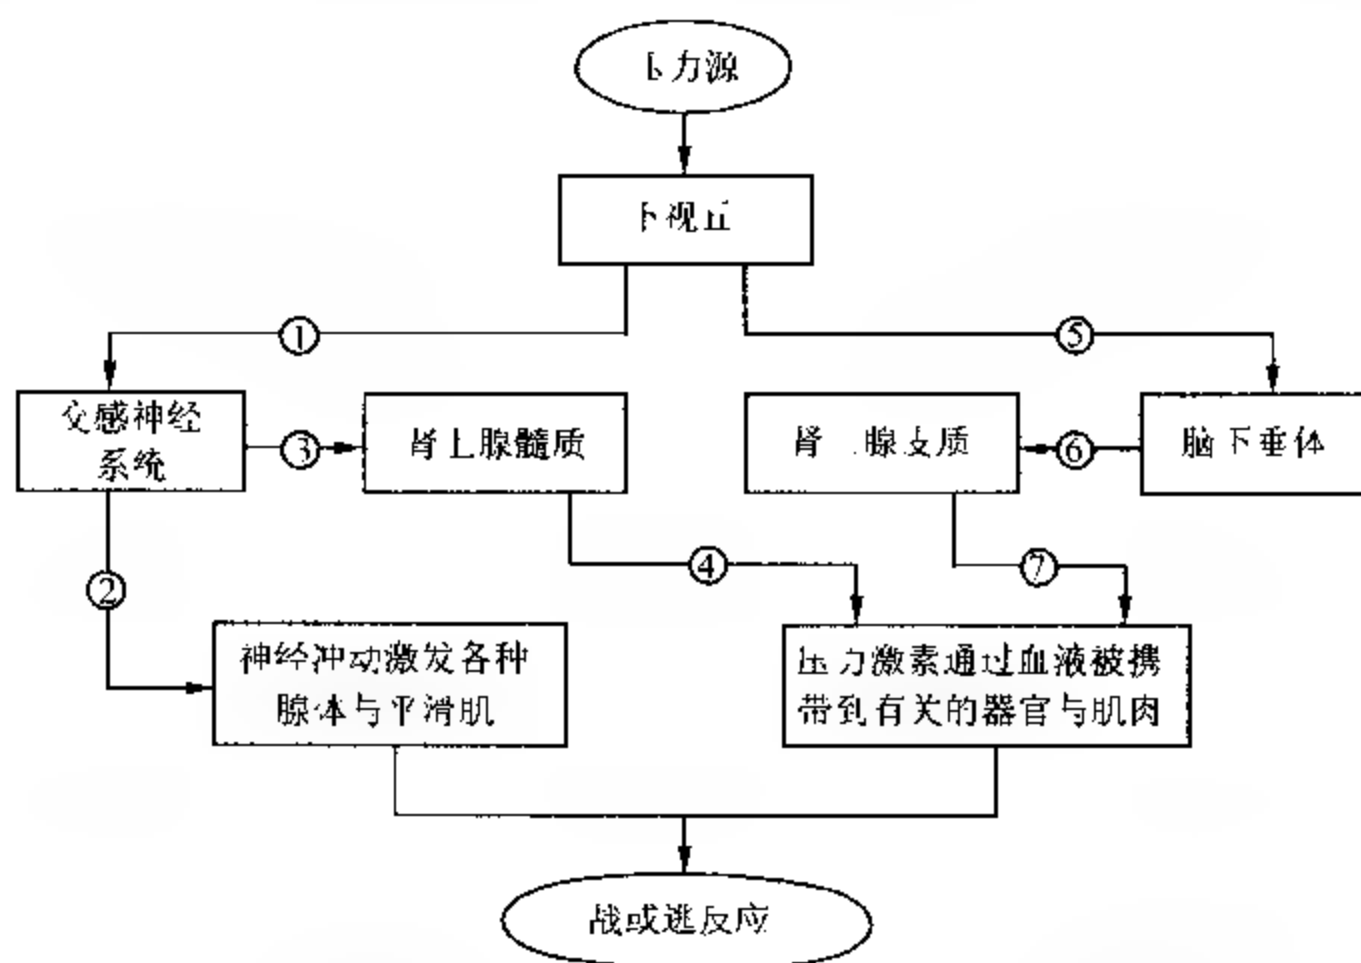 压力源
下视丘
①
⑤
交感神经
系统
③
肾上腺髓质
肾上腺皮质
⑥
脑下垂体
②
④
⑦
神经冲动激发各种
腺体与平滑肌
压力激素通过血液被携
带到有关的器官与肌肉
战或逃反应